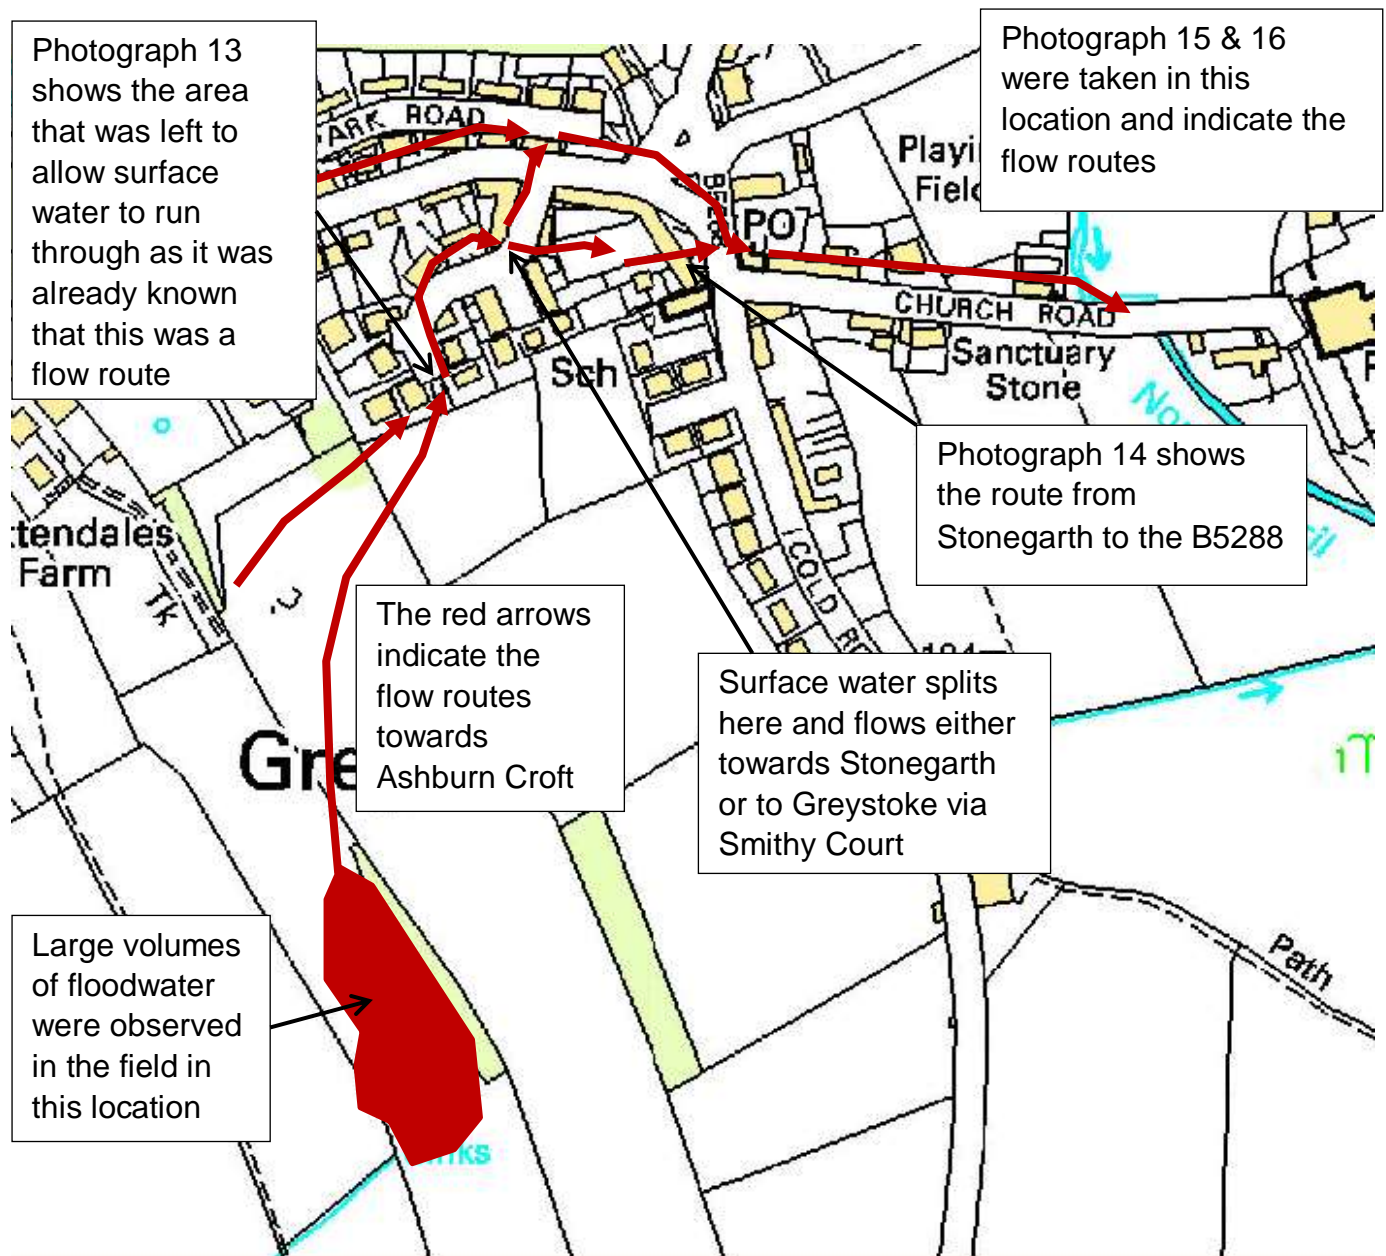 Photograph 13
shows the area
that was left to
allow surface
water to run
through as it was
already known
that this was a
flow route
Photograph 15 & 16
were taken in this
location and indicate the
flow routes
ROAD
PO
CHURCH ROAD
Sanctuary
Stone
Sch
Photograph 14 shows
the route from
Stonegarth to the B5288
Farm
Tk
COLD
The red arrows
indicate the
flow routes
towards
Ashburn Croft
Surface water splits
here and flows either
towards Stonegarth
or to Greystoke via
Smithy Court
Gre
Large volumes
of floodwater
were observed
in the field in
this location
Path